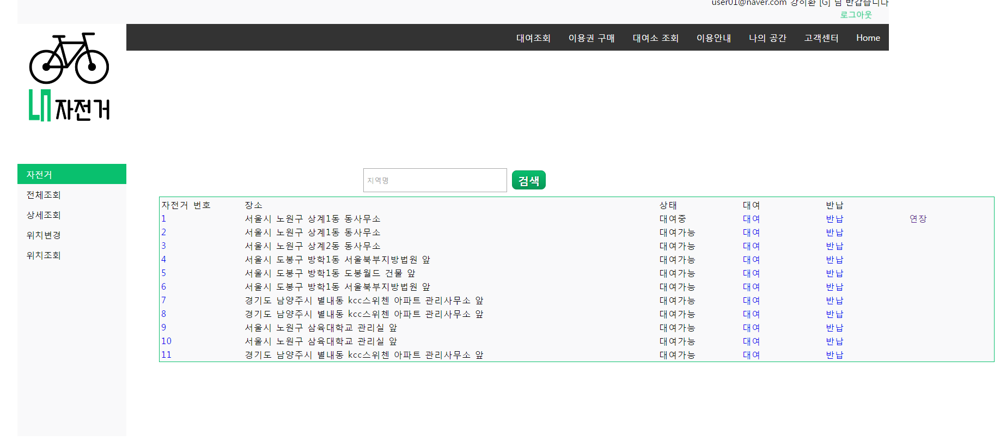 user01@naver.com 강이환 [G] 님 반갑습니다
로그아웃
대여조회 이용권 구매 대여소 조회 이용안내 나의 공간 고객센터 Home
내자전거
자전거
전체조회
상세조회
위치변경
위치조회
지역명 검색
자전거 번호 장소 상태 대여 반납
1 서울시 노원구 상계1동 동사무소 대여중 대여 반납 연장
2 서울시 노원구 상계1동 동사무소 대여가능 대여 반납
3 서울시 노원구 상계2동 동사무소 대여가능 대여 반납
4 서울시 도봉구 방학1동 서울북부지방법원 앞 대여가능 대여 반납
5 서울시 도봉구 방학1동 도봉월드 건물 앞 대여가능 대여 반납
6 서울시 도봉구 방학1동 서울북부지방법원 앞 대여가능 대여 반납
7 경기도 남양주시 별내동 kcc스위첸 아파트 관리사무소 앞 대여가능 대여 반납
8 경기도 남양주시 별내동 kcc스위첸 아파트 관리사무소 앞 대여가능 대여 반납
9 서울시 노원구 삼육대학교 관리실 앞 대여가능 대여 반납
10 서울시 노원구 삼육대학교 관리실 앞 대여가능 대여 반납
11 경기도 남양주시 별내동 kcc스위첸 아파트 관리사무소 앞 대여가능 대여 반납